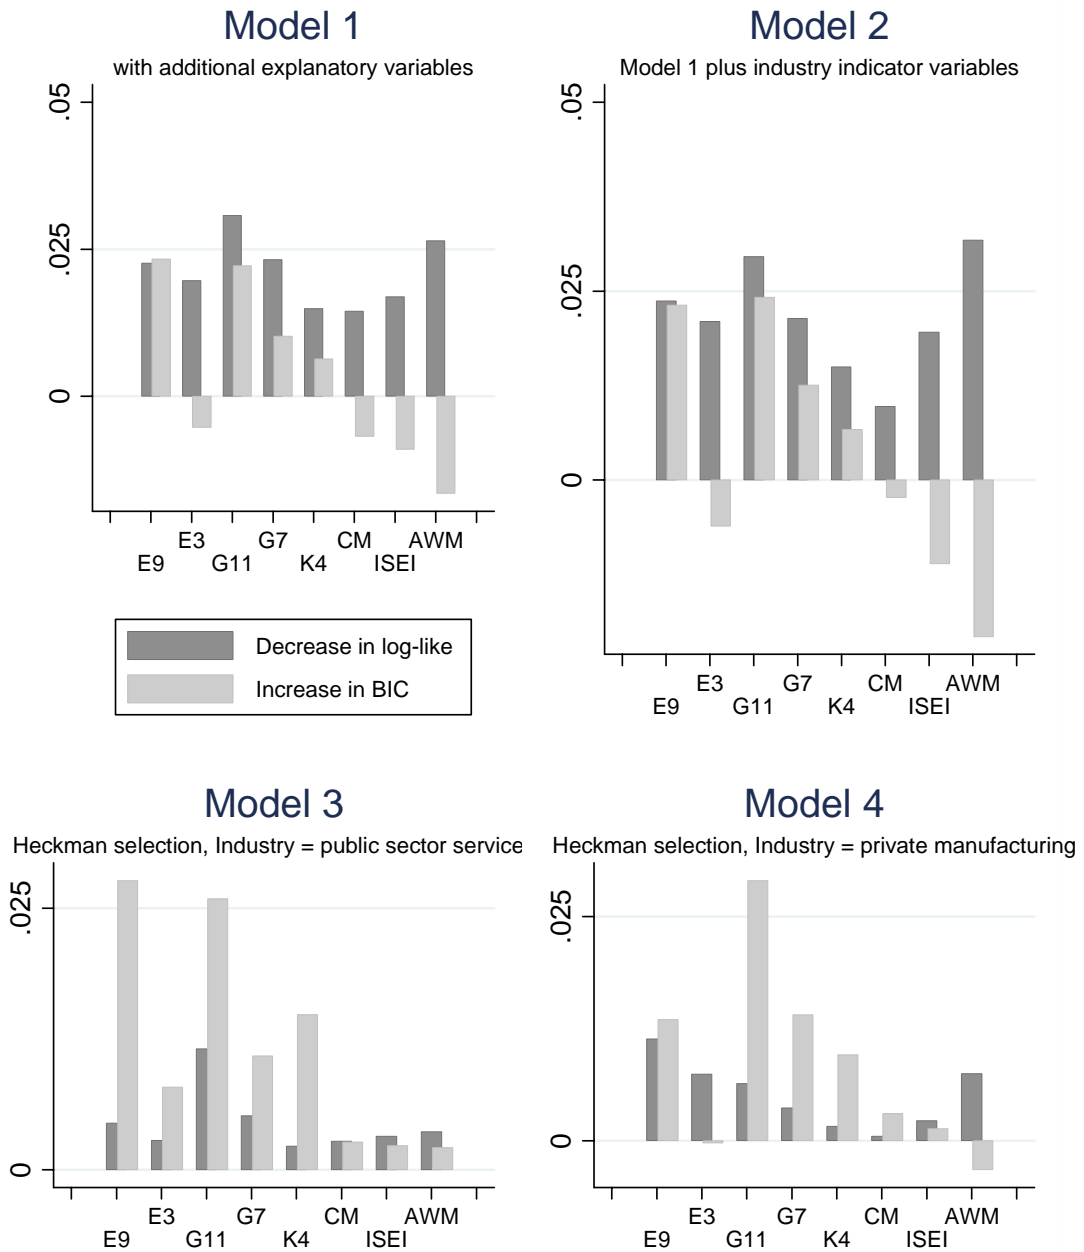 Model 1
with additional explanatory variables
.05
.025
0
E3 G7 CM AWM
E9 G11 K4 ISEI
Decrease in log-like
Increase in BIC
Model 2
Model 1 plus industry indicator variables
.05
.025
0
E3 G7 CM AWM
E9 G11 K4 ISEI
Model 3
Heckman selection, Industry = public sector service
.025
0
E3 G7 CM AWM
E9 G11 K4 ISEI
Model 4
Heckman selection, Industry = private manufacturing
.025
0
E3 G7 CM AWM
E9 G11 K4 ISEI